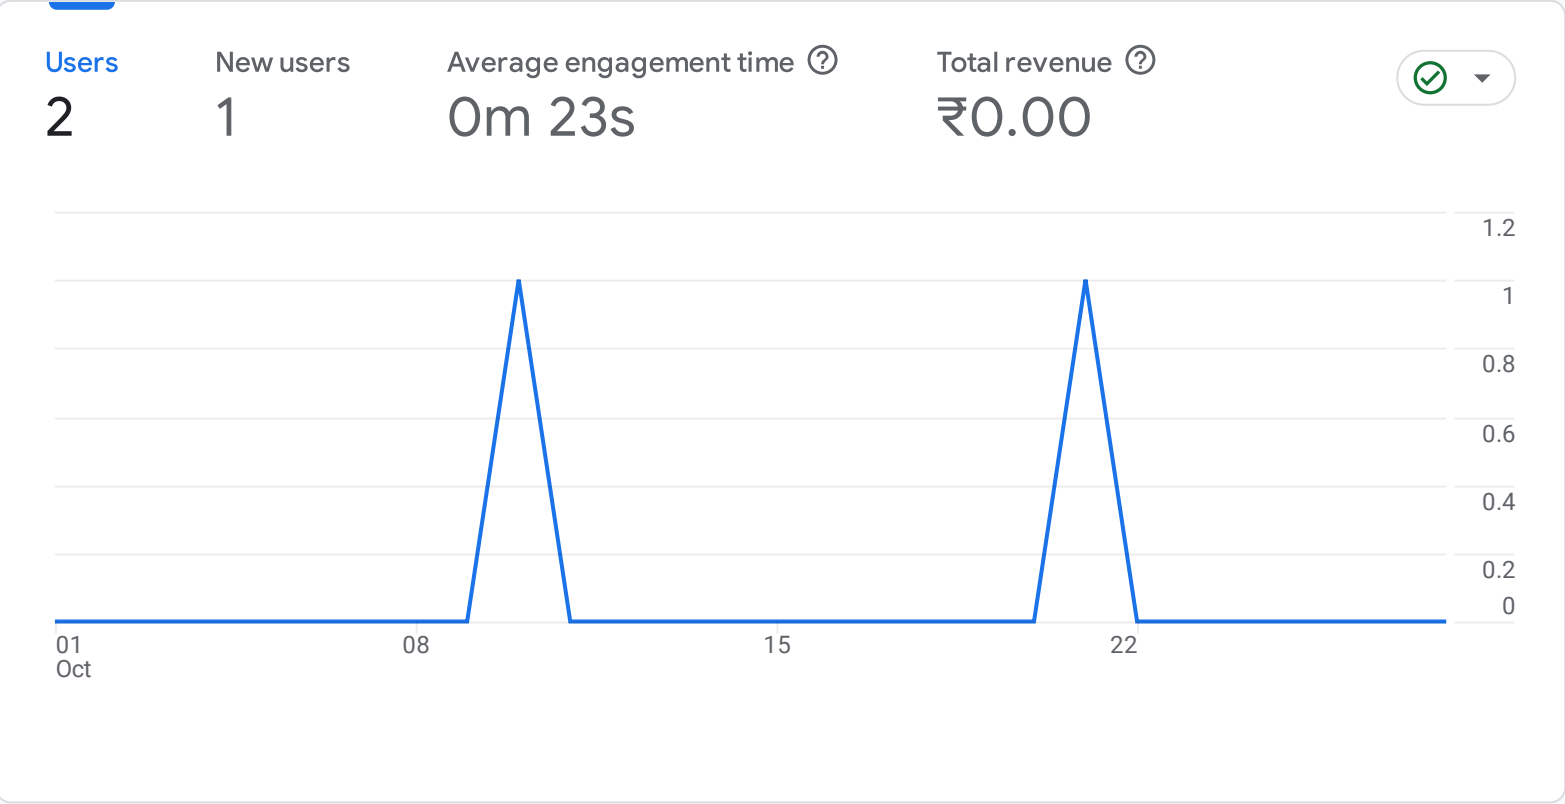 Users
2
New users
1
Average engagement time
0m 23s
Total revenue
₹0.00
1.2
1
0.8
0.6
0.4
0.2
0
01
Oct
08
15
22